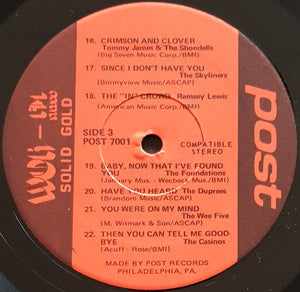 16. CRIMSON AND CLOVER
Tommy James & The Shondells
(Big Seven Music Corp./BMI)
17. SINCE I DON'T HAVE YOU
The Skyliners
(Bonnyview Music/ASCAP)
18. THE "IN" CROWD Ramsey Lewis
(American Music Corp./BMI)
SOLID GOLD
STEREO
post
SIDE 3
POST 7001
COMPATIBLE
STEREO
19. BABY, NOW THAT I'VE FOUND
YOU The Foundations
(January Mus. - Wecbeck Mus./BMI)
20. HAVE YOU HEARD The Duprees
(Brandom Music/ASCAP)
21. YOU WERE ON MY MIND
The Wee Five
(M. Witmark & Son/ASCAP)
22. THEN YOU CAN TELL ME GOOD
BYE The Casinos
(Acuff - Rose/BMI)
MADE BY POST RECORDS
PHILADELPHIA, PA.